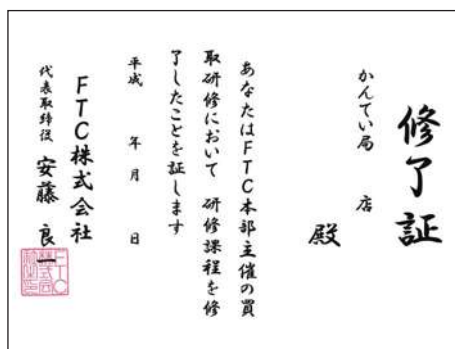 修了証
かんてい局　店
殿
あなたはFTC本部主催の買
取研修において 研修課程を修
了したことを証します
平成　年　月　日
FTC株式会社
代表取締役 安藤 良一